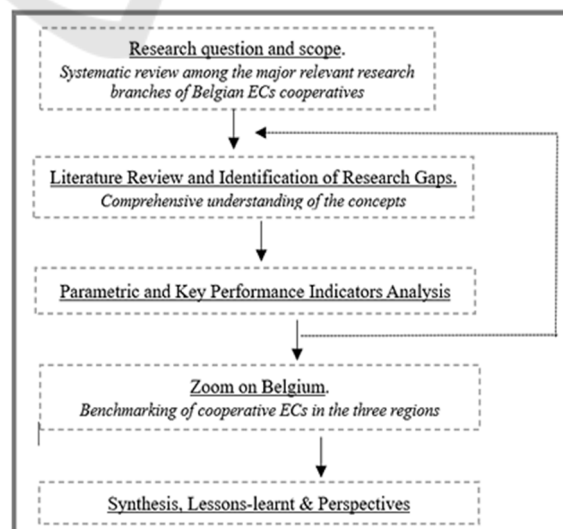 Research question and scope.
Systematic review among the major relevant research
branches of Belgian ECs cooperatives
Literature Review and Identification of Research Gaps.
Comprehensive understanding of the concepts
Parametric and Key Performance Indicators Analysis
Zoom on Belgium.
Benchmarking of cooperative ECs in the three regions
Synthesis, Lessons-learnt & Perspectives